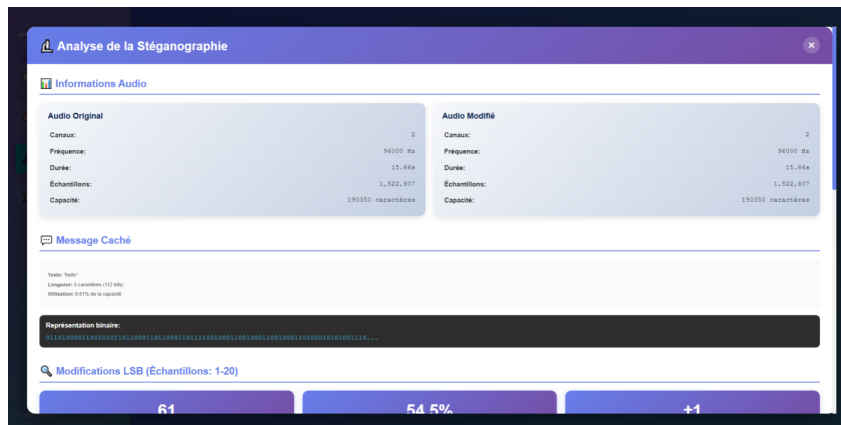 Analyse de la Stéganographie
Informations Audio
Audio Original
Canaux: 2
Fréquence: 96000 Hz
Durée: 15.86s
Échantillons: 1,522,807
Capacité: 190350 caractères
Audio Modifié
Canaux: 2
Fréquence: 96000 Hz
Durée: 15.86s
Échantillons: 1,522,807
Capacité: 190350 caractères
Message Caché
Texte: "hello"
Longueur: 5 caractères (112 bits)
Utilisation: 0.01% de la capacité
Représentation binaire:
Modifications LSB (Échantillons: 1-20)
61
54.5%
±1